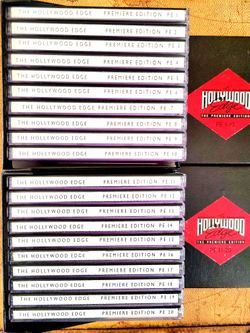 THE HOLLYWOOD EDGE PREMIERE EDITION PE 1
THE HOLLYWOOD EDGE PREMIERE EDITION PE 2
THE HOLLYWOOD EDGE PREMIERE EDITION PE 3
THE HOLLYWOOD EDGE PREMIERE EDITION PE 4
THE HOLLYWOOD EDGE PREMIERE EDITION PE 5
THE HOLLYWOOD EDGE PREMIERE EDITION PE 6
THE HOLLYWOOD EDGE PREMIERE EDITION PE 7
THE HOLLYWOOD EDGE PREMIERE EDITION PE 8
THE HOLLYWOOD EDGE PREMIERE EDITION PE 9
THE HOLLYWOOD EDGE PREMIERE EDITION PE
HOLLYWOOD
Edge
THE PREMIERE EDITION
THE HOLLYWOOD EDGE PREMIERE EDITION PE 11
THE HOLLYWOOD EDGE PREMIERE EDITION PE 12
THE HOLLYWOOD EDGE PREMIERE EDITION PE 13
THE HOLLYWOOD EDGE PREMIERE EDITION PE 14
THE HOLLYWOOD EDGE PREMIERE EDITION PE 15
THE HOLLYWOOD EDGE PREMIERE EDITION PE 16
THE HOLLYWOOD EDGE PREMIERE EDITION PE 17
THE HOLLYWOOD EDGE PREMIERE EDITION PE 18
THE HOLLYWOOD EDGE PREMIERE EDITION PE 19
THE HOLLYWOOD EDGE PREMIERE EDITION PE 20
HOLLYWOOD
Edge
THE PREMIERE EDITION